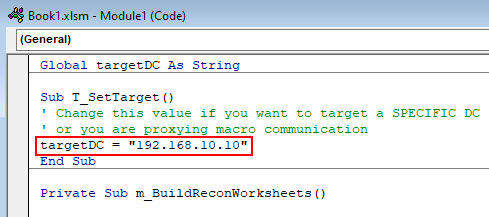 Book1.xlsm - Module1 (Code)
(General)
Global targetDC As String
Sub T_SetTarget()
' Change this value if you want to target a SPECIFIC DC
' or you are proxying macro communication
targetDC = "192.168.10.10"
End Sub
Private Sub m_BuildReconWorksheets()